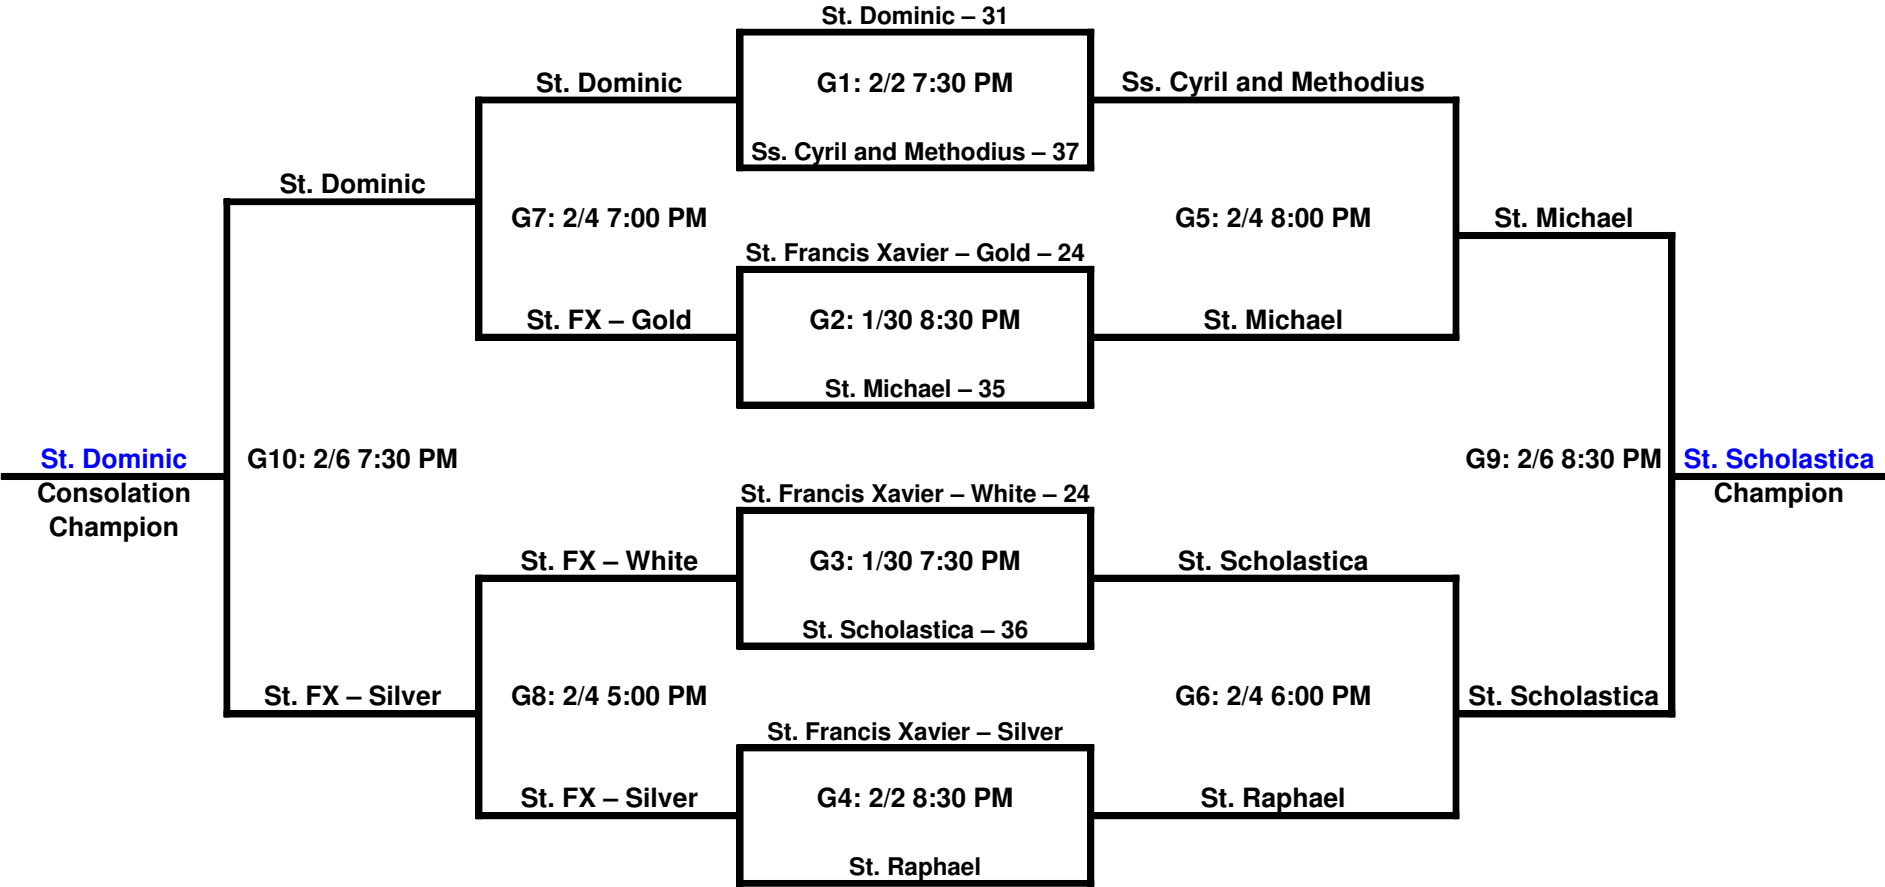 St. Dominic – 31
St. Dominic
G1: 2/2 7:30 PM
Ss. Cyril and Methodius
Ss. Cyril and Methodius – 37
St. Dominic
G7: 2/4 7:00 PM
G5: 2/4 8:00 PM
St. Michael
St. Francis Xavier – Gold – 24
St. FX – Gold
G2: 1/30 8:30 PM
St. Michael
St. Michael – 35
St. Dominic
G10: 2/6 7:30 PM
G9: 2/6 8:30 PM
St. Scholastica
Consolation
Champion
Champion
St. Francis Xavier – White – 24
St. FX – White
G3: 1/30 7:30 PM
St. Scholastica
St. Scholastica – 36
St. FX – Silver
G8: 2/4 5:00 PM
G6: 2/4 6:00 PM
St. Scholastica
St. Francis Xavier – Silver
St. FX – Silver
G4: 2/2 8:30 PM
St. Raphael
St. Raphael